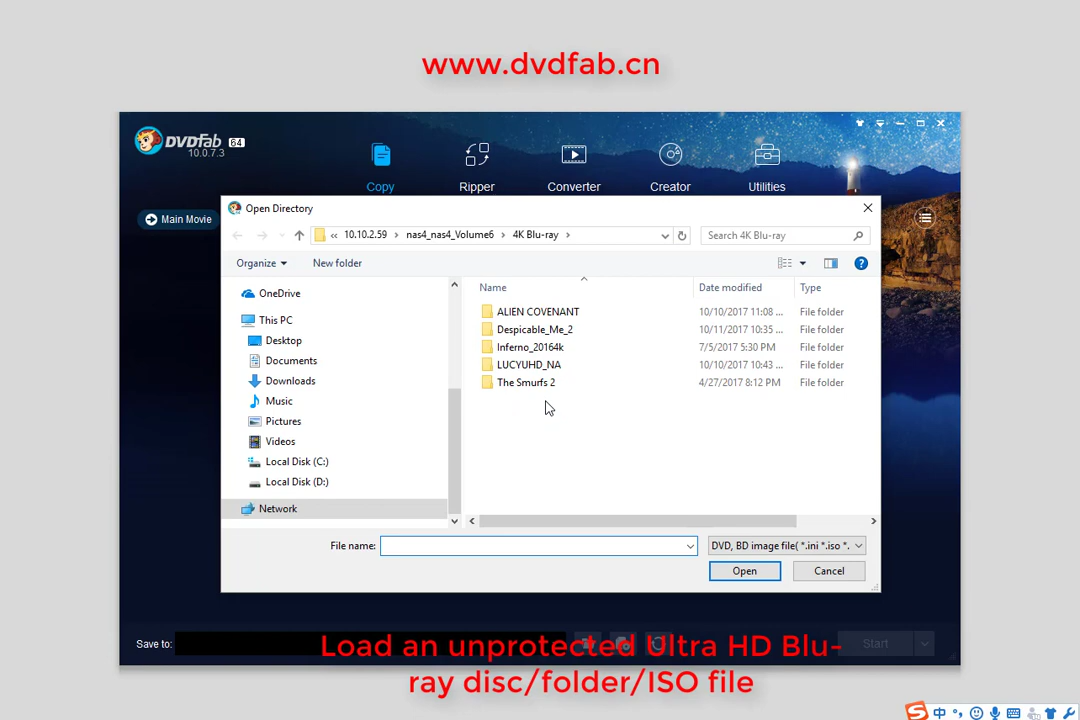 www.dvdfab.cn
DVDFab 64
10.0.7.3
Copy
Ripper
Converter
Creator
Utilities
Main Movie
Open Directory
« 10.10.2.59 > nas4_nas4_Volume6 > 4K Blu-ray >
Search 4K Blu-ray
Organize
New folder
Name
Date modified
Type
OneDrive
This PC
Desktop
Documents
Downloads
Music
Pictures
Videos
Local Disk (C:)
Local Disk (D:)
Network
ALIEN COVENANT 10/10/2017 11:08 ... File folder
Despicable_Me_2 10/11/2017 10:35 ... File folder
Inferno_20164k 7/5/2017 5:30 PM File folder
LUCYUHD_NA 10/10/2017 10:43 ... File folder
The Smurfs 2 4/27/2017 8:12 PM File folder
File name:
DVD, BD image file( *.ini *.iso *.
Open
Cancel
Save to:
Start
Load an unprotected Ultra HD Blu-
ray disc/folder/ISO file
中